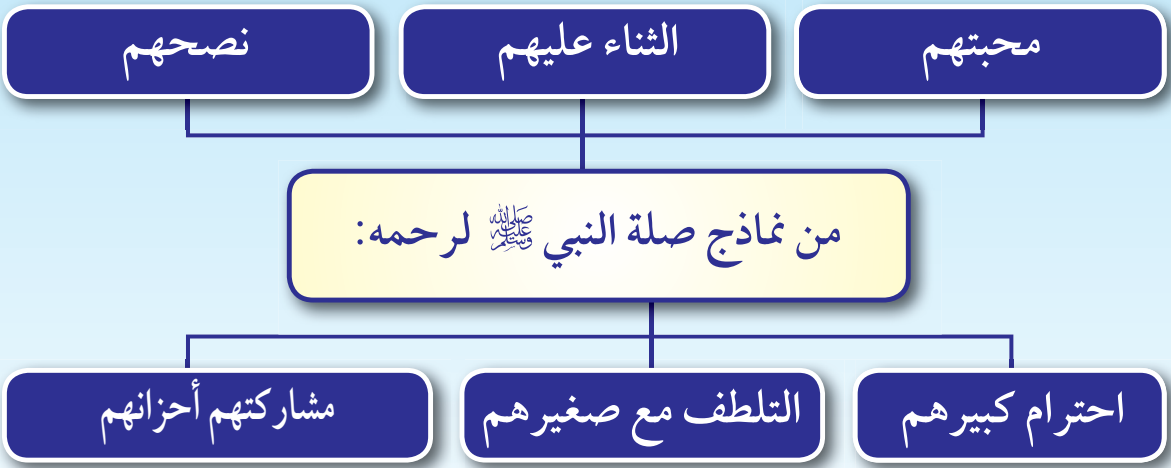 محبتهم
الثناء عليهم
نصحهم
من نماذج صلة النبي ﷺ لرحمه:
احترام كبيرهم
التلطف مع صغيرهم
مشاركتهم أحزانهم